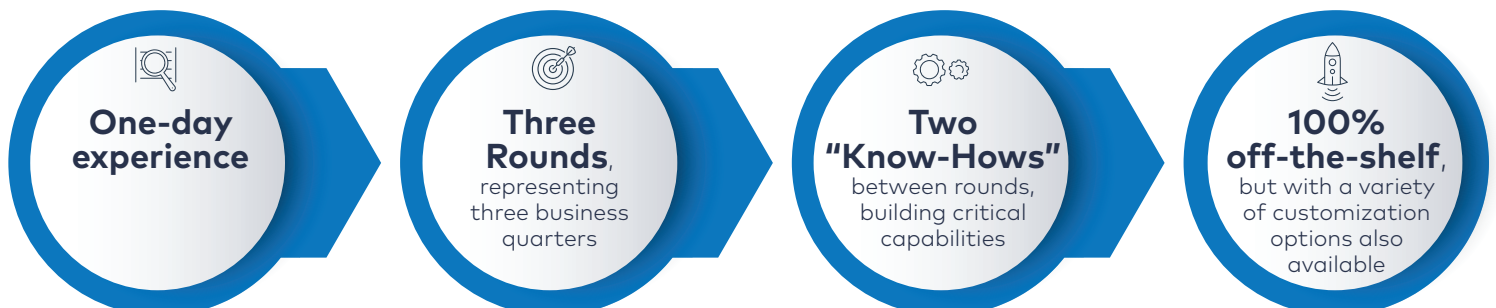 One-day
experience
Three
Rounds,
representing
three business
quarters
Two
“Know-Hows”
between rounds,
building critical
capabilities
100%
off-the-shelf,
but with a variety
of customization
options also
available